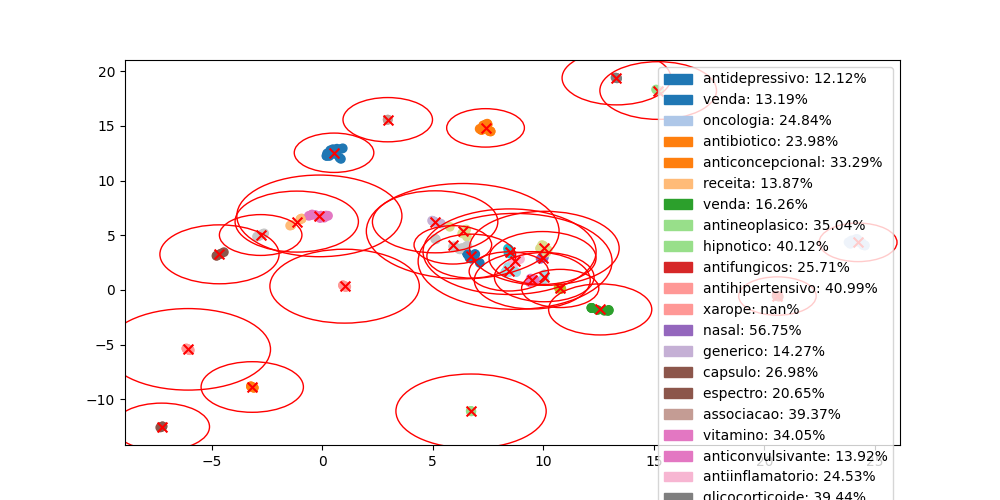 20
15
10
5
0
−5
−10
−5
0
5
10
15
20
25
antidepressivo: 12.12%
venda: 13.19%
oncologia: 24.84%
antibiotico: 23.98%
anticoncepcional: 33.29%
receita: 13.87%
venda: 16.26%
antineoplasico: 35.04%
hipnotico: 40.12%
antifungicos: 25.71%
antihipertensivo: 40.99%
xarope: nan%
nasal: 56.75%
generico: 14.27%
capsulo: 26.98%
espectro: 20.65%
associacao: 39.37%
vitamino: 34.05%
anticonvulsivante: 13.92%
antiinflamatorio: 24.53%
glicocorticoide: 39.44%